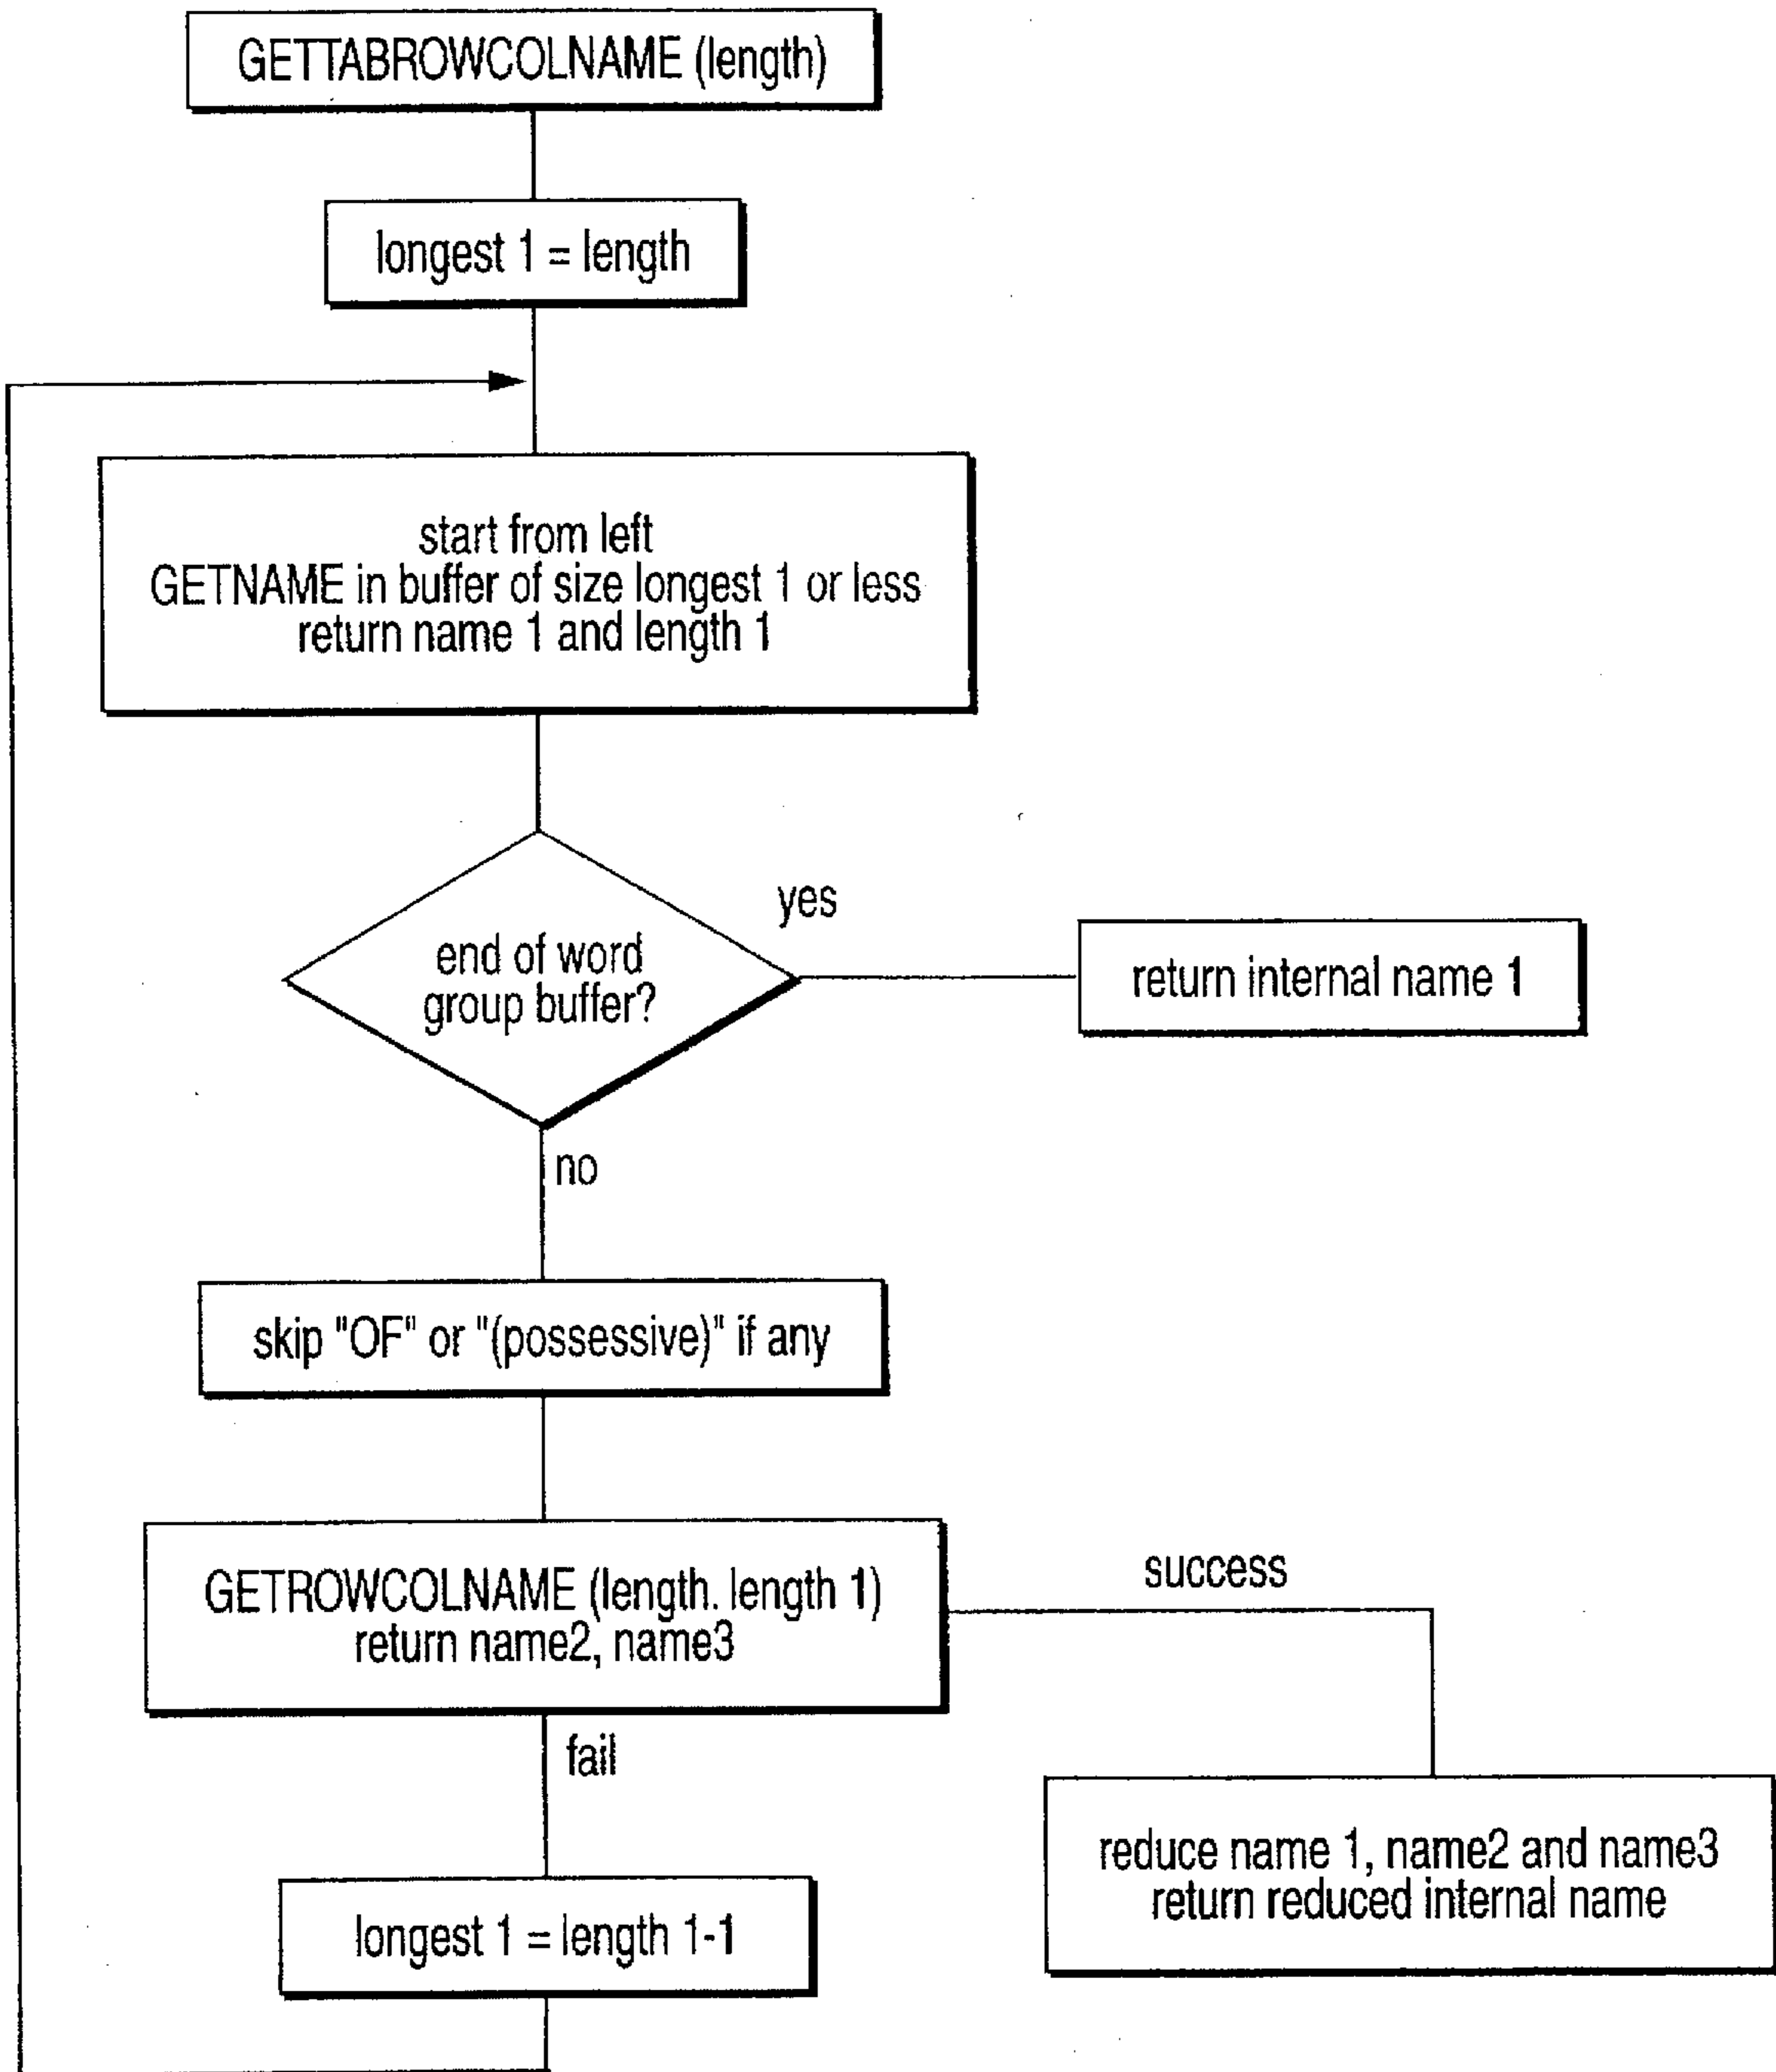 GETTABROWCOLNAME (length)
longest 1 = length
start from left
GETNAME in buffer of size longest 1 or less
return name 1 and length 1
end of word
group buffer?
yes
return internal name 1
no
skip "OF" or "(possessive)" if any
GETROWCOLNAME (length. length 1)
return name2, name3
success
fail
reduce name 1, name2 and name3
return reduced internal name
longest 1 = length 1-1